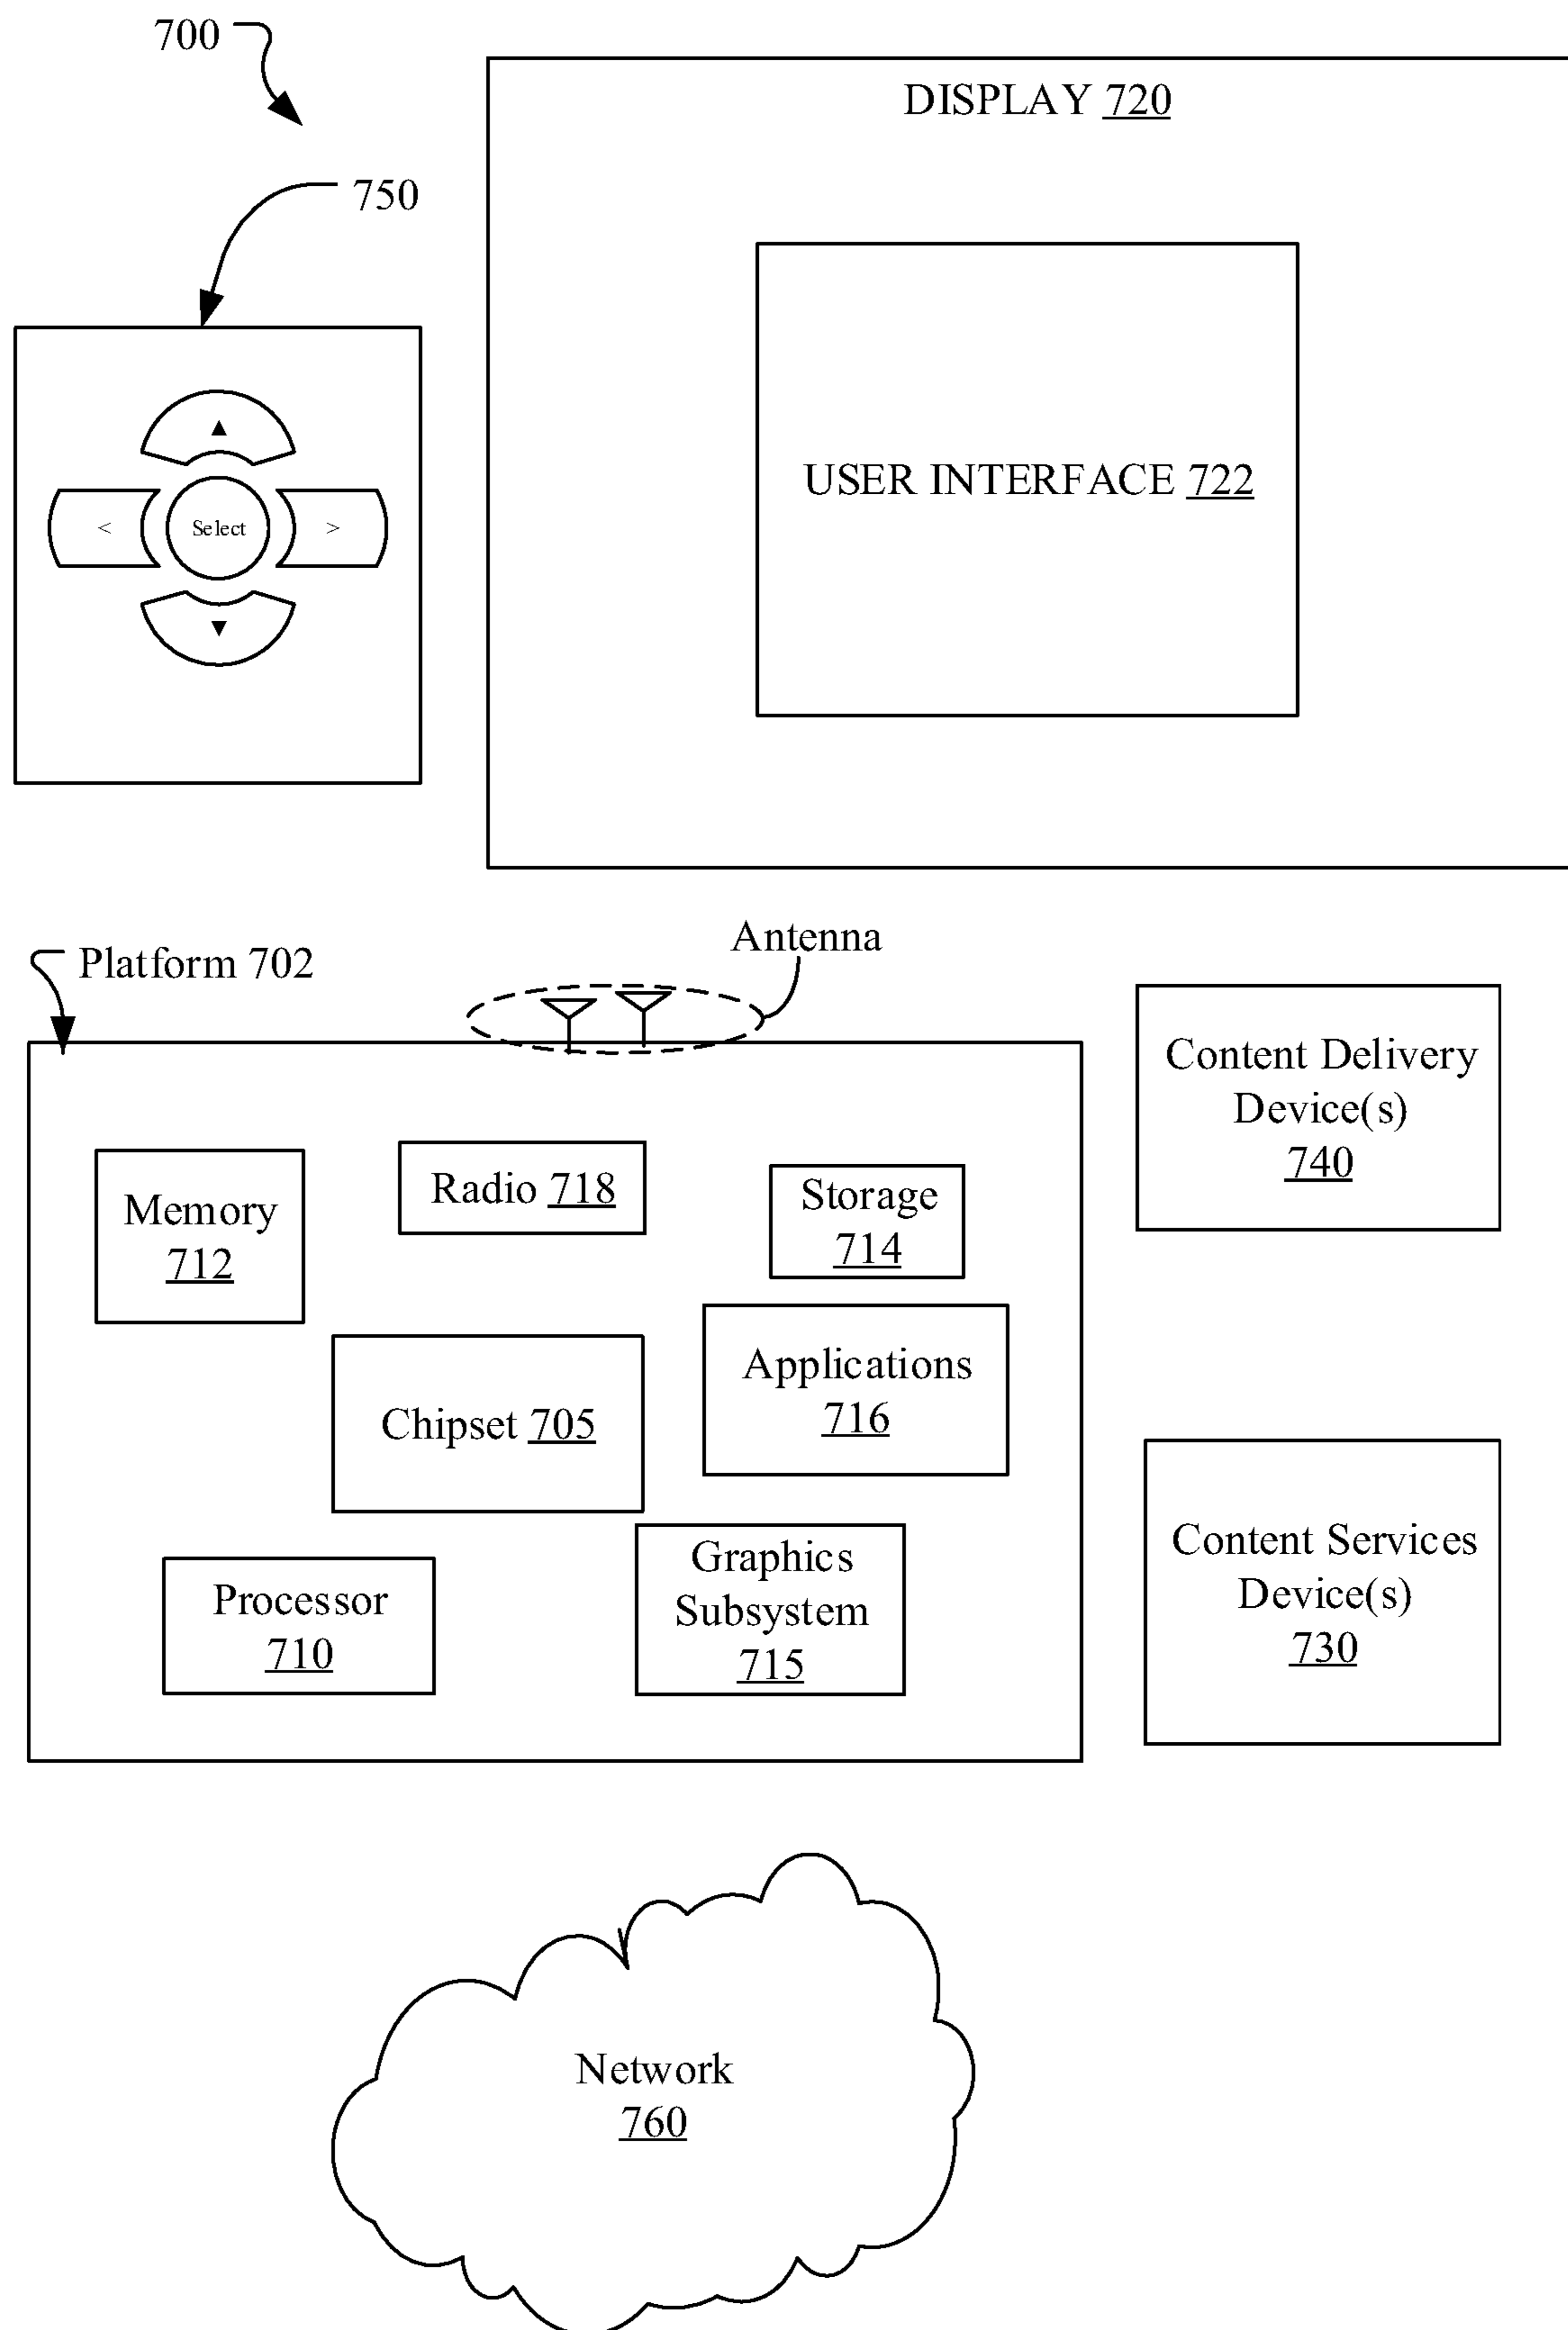 700
DISPLAY 720
750
▲
< Select >
▼
USER INTERFACE 722
Antenna
Platform 702
Memory
712
Radio 718
Storage
714
Chipset 705
Applications
716
Processor
710
Graphics
Subsystem
715
Content Delivery
Device(s)
740
Content Services
Device(s)
730
Network
760